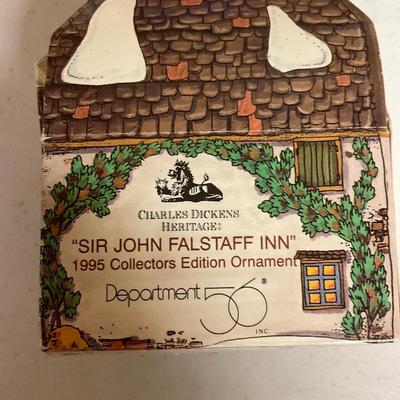 CHARLES DICKENS
HERITAGE®
"SIR JOHN FALSTAFF INN"
1995 Collectors Edition Ornament
Department 56®
INC.